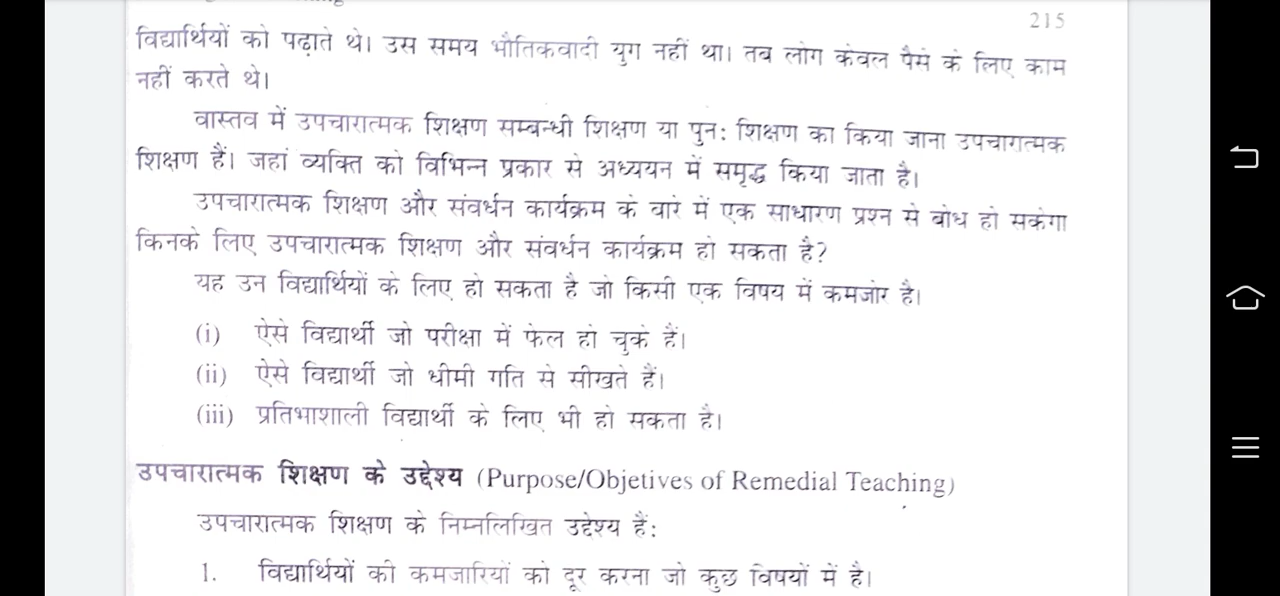 215
विद्यार्थियों को पढ़ाते थे। उस समय भौतिकवादी युग नहीं था। तब लोग केवल पैसे के लिए काम
नहीं करते थे।
वास्तव में उपचारात्मक शिक्षण सम्बन्धी शिक्षण या पुन: शिक्षण का किया जाना उपचारात्मक
शिक्षण हैं। जहां व्यक्ति को विभिन्न प्रकार से अध्ययन में समृद्ध किया जाता है।
उपचारात्मक शिक्षण और संवर्धन कार्यक्रम के बारे में एक साधारण प्रश्न से बोध हो सकेगा
किनके लिए उपचारात्मक शिक्षण और संवर्धन कार्यक्रम हो सकता है?
यह उन विद्यार्थियों के लिए हो सकता है जो किसी एक विषय में कमजोर है।
(i) ऐसे विद्यार्थी जो परीक्षा में फेल हो चुके हैं।
(ii) ऐसे विद्यार्थी जो धीमी गति से सीखते हैं।
(iii) प्रतिभाशाली विद्यार्थी के लिए भी हो सकता है।
उपचारात्मक शिक्षण के उद्देश्य (Purpose/Objetives of Remedial Teaching)
उपचारात्मक शिक्षण के निम्नलिखित उद्देश्य हैं:
1. विद्यार्थियों की कमजोरियों को दूर करना जो कुछ विषयों में है।